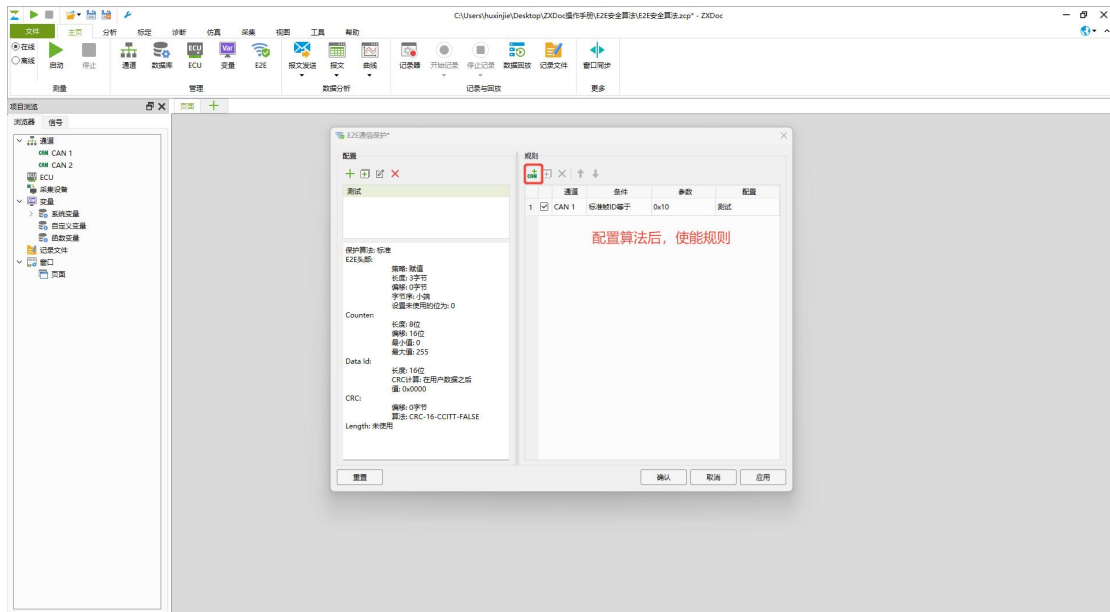 C:\Users\huxinjie\Desktop\ZXDoc操作手册\E2E安全算法\E2E安全算法.zcp* - ZXDoc
文件 主页 分析 标定 诊断 仿真 采集 视图 工具 帮助
在线
离线
启动 停止 通道 数据库 ECU 变量 E2E 报文发送 报文 曲线 记录器 开始记录 停止记录 数据回放 记录文件 窗口同步
测量 管理 数据分析 记录与回放 更多
项目浏览
页面
浏览器 信号
通道
CAN 1
CAN 2
ECU
采集设备
变量
系统变量
自定义变量
函数变量
记录文件
窗口
页面
E2E通信保护*
配置
测试
保护算法: 标准
E2E头部:
策略: 赋值
长度: 3字节
偏移: 0字节
字节序: 小端
设置未使用的位为: 0
Counter:
长度: 8位
偏移: 16位
最小值: 0
最大值: 255
Data Id:
长度: 16位
CRC计算: 在用户数据之后
值: 0x0000
CRC:
偏移: 0字节
算法: CRC-16-CCITT-FALSE
Length: 未使用
规则
通道 条件 参数 配置
1 CAN 1 标准帧ID等于 0x10 测试
配置算法后，使能规则
重置 确认 取消 应用